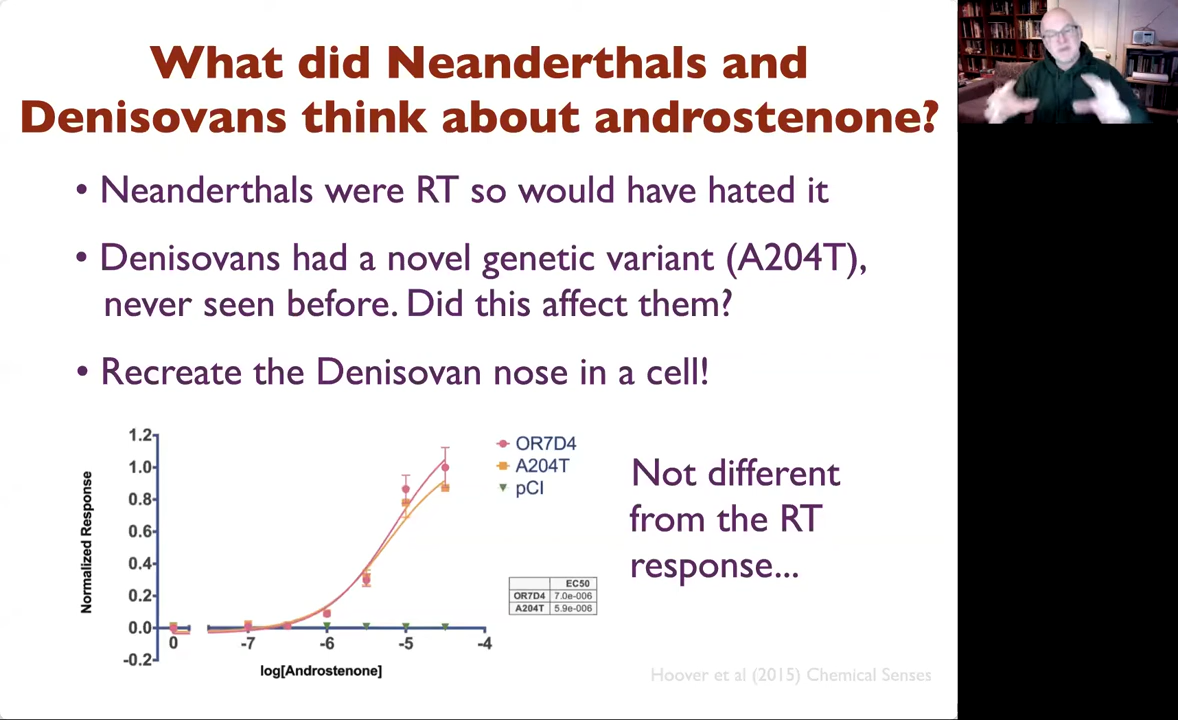 What did Neanderthals and
Denisovans think about androstenone?
• Neanderthals were RT so would have hated it
• Denisovans had a novel genetic variant (A204T),
never seen before. Did this affect them?
• Recreate the Denisovan nose in a cell!
1.2
1.0
0.8
0.6
0.4
0.2
0.0
-0.2
Normalized Response
0
-7
-6
-5
-4
log[Androstenone]
OR7D4
A204T
pCI
EC50
OR7D4 7.0e-006
A204T 5.9e-006
Not different
from the RT
response...
Hoover et al (2015) Chemical Senses